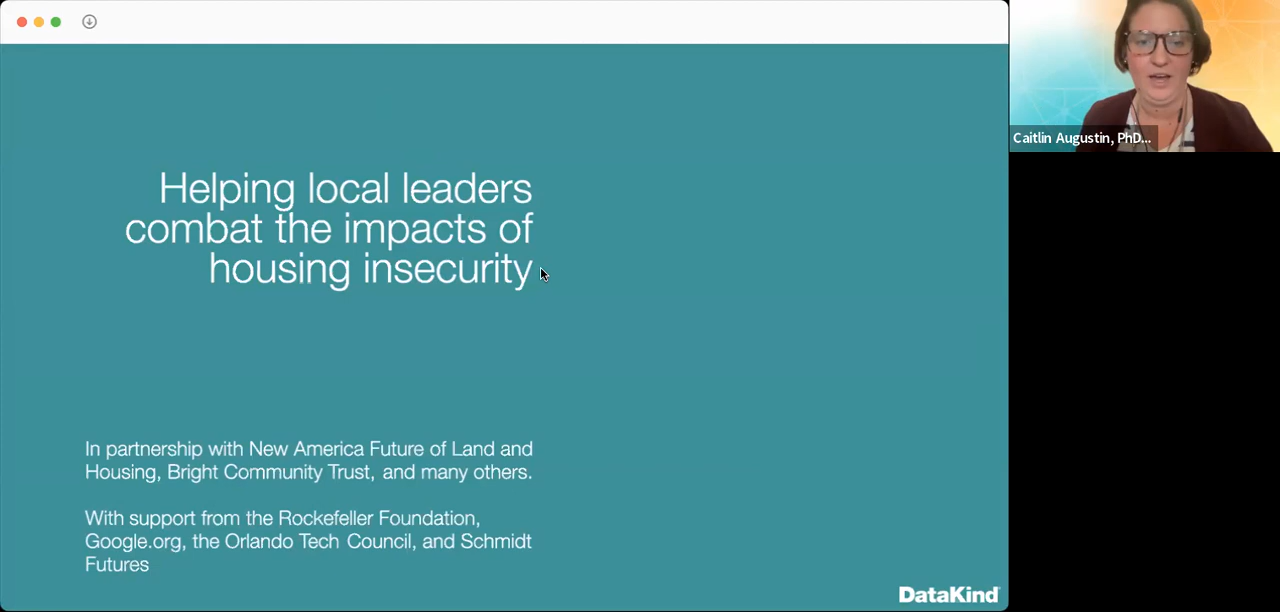 Helping local leaders
combat the impacts of
housing insecurity
In partnership with New America Future of Land and
Housing, Bright Community Trust, and many others.
With support from the Rockefeller Foundation,
Google.org, the Orlando Tech Council, and Schmidt
Futures
DataKind
Caitlin Augustin, PhD...